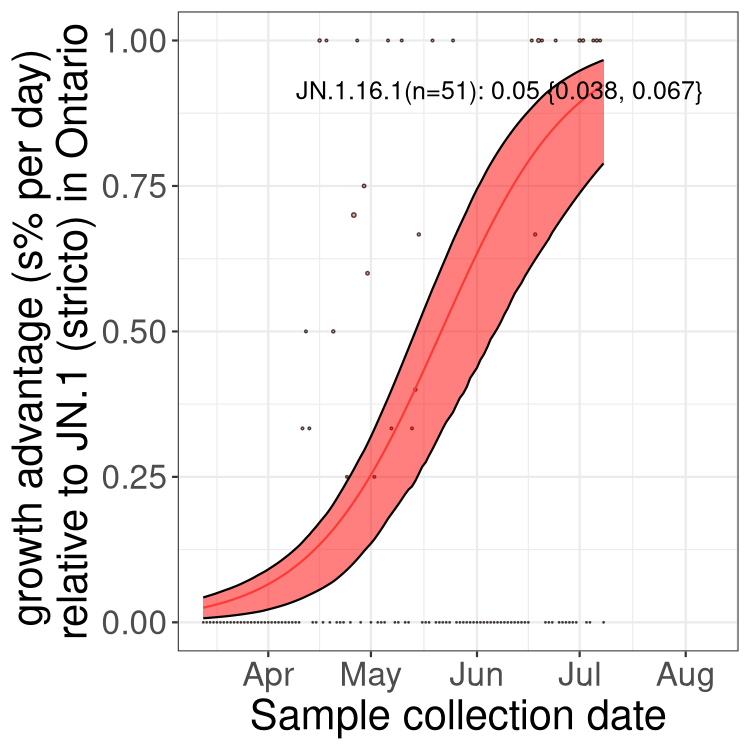 growth advantage (s% per day)
relative to JN.1 (stricto) in Ontario
1.00
0.75
0.50
0.25
0.00
JN.1.16.1(n=51): 0.05 {0.038, 0.067}
Apr May Jun Jul Aug
Sample collection date